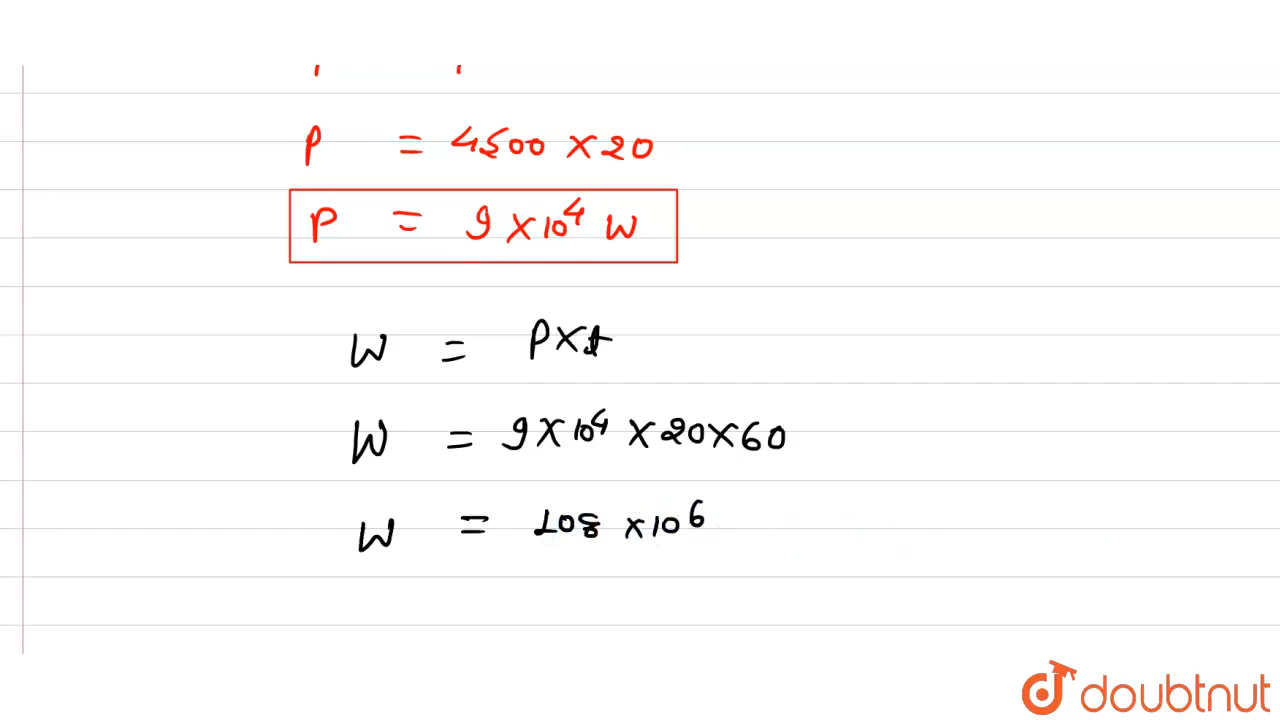 P = 4500 × 20
P = 9 × 10⁴ W
W = P × t
W = 9 × 10⁴ × 20 × 60
W = 108 × 10⁶
doubtnut